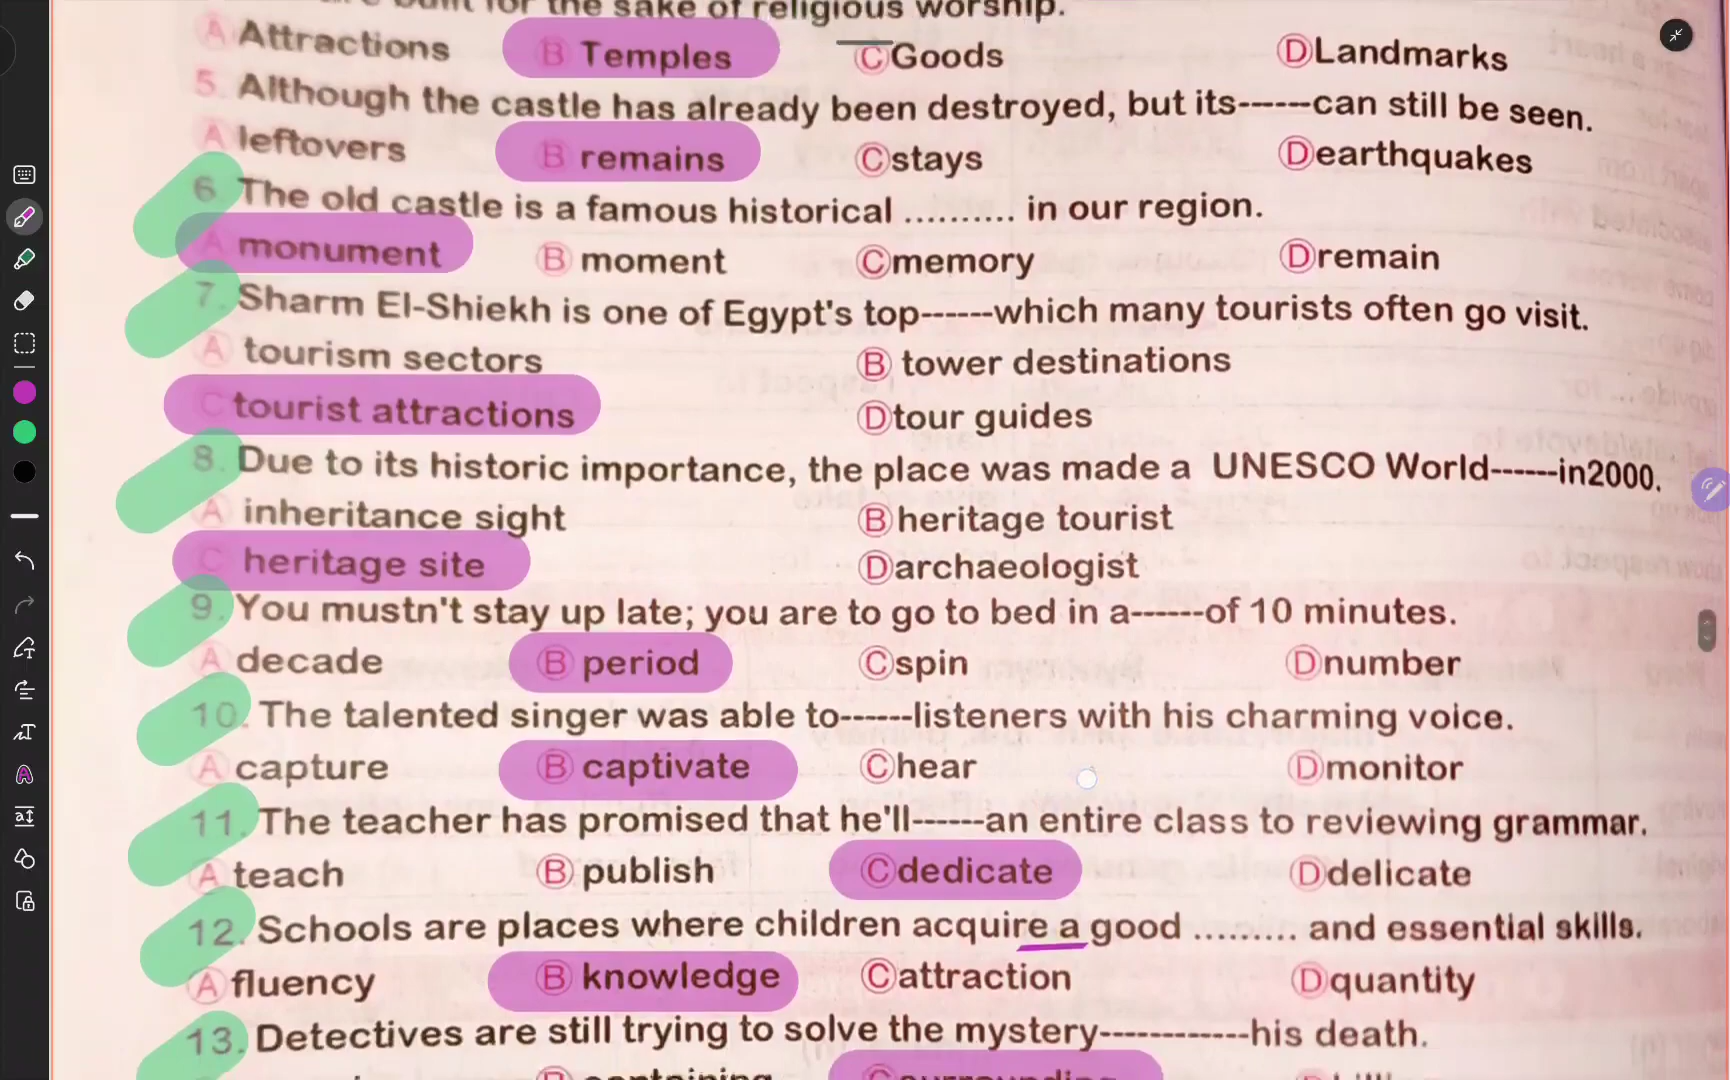 built for the sake of religious worship.
A Attractions B Temples C Goods D Landmarks
5. Although the castle has already been destroyed, but its------can still be seen.
A leftovers B remains C stays D earthquakes
6 The old castle is a famous historical .......... in our region.
A monument B moment C memory D remain
7. Sharm El-Shiekh is one of Egypt's top------which many tourists often go visit.
A tourism sectors B tower destinations
C tourist attractions D tour guides
8. Due to its historic importance, the place was made a UNESCO World------in2000.
A inheritance sight B heritage tourist
C heritage site D archaeologist
9. You mustn't stay up late; you are to go to bed in a------of 10 minutes.
A decade B period C spin D number
10. The talented singer was able to------listeners with his charming voice.
A capture B captivate C hear D monitor
11. The teacher has promised that he'll------an entire class to reviewing grammar.
A teach B publish C dedicate D delicate
12. Schools are places where children acquire a good ......... and essential skills.
A fluency B knowledge C attraction D quantity
13. Detectives are still trying to solve the mystery------------his death.
B containing C surrounding